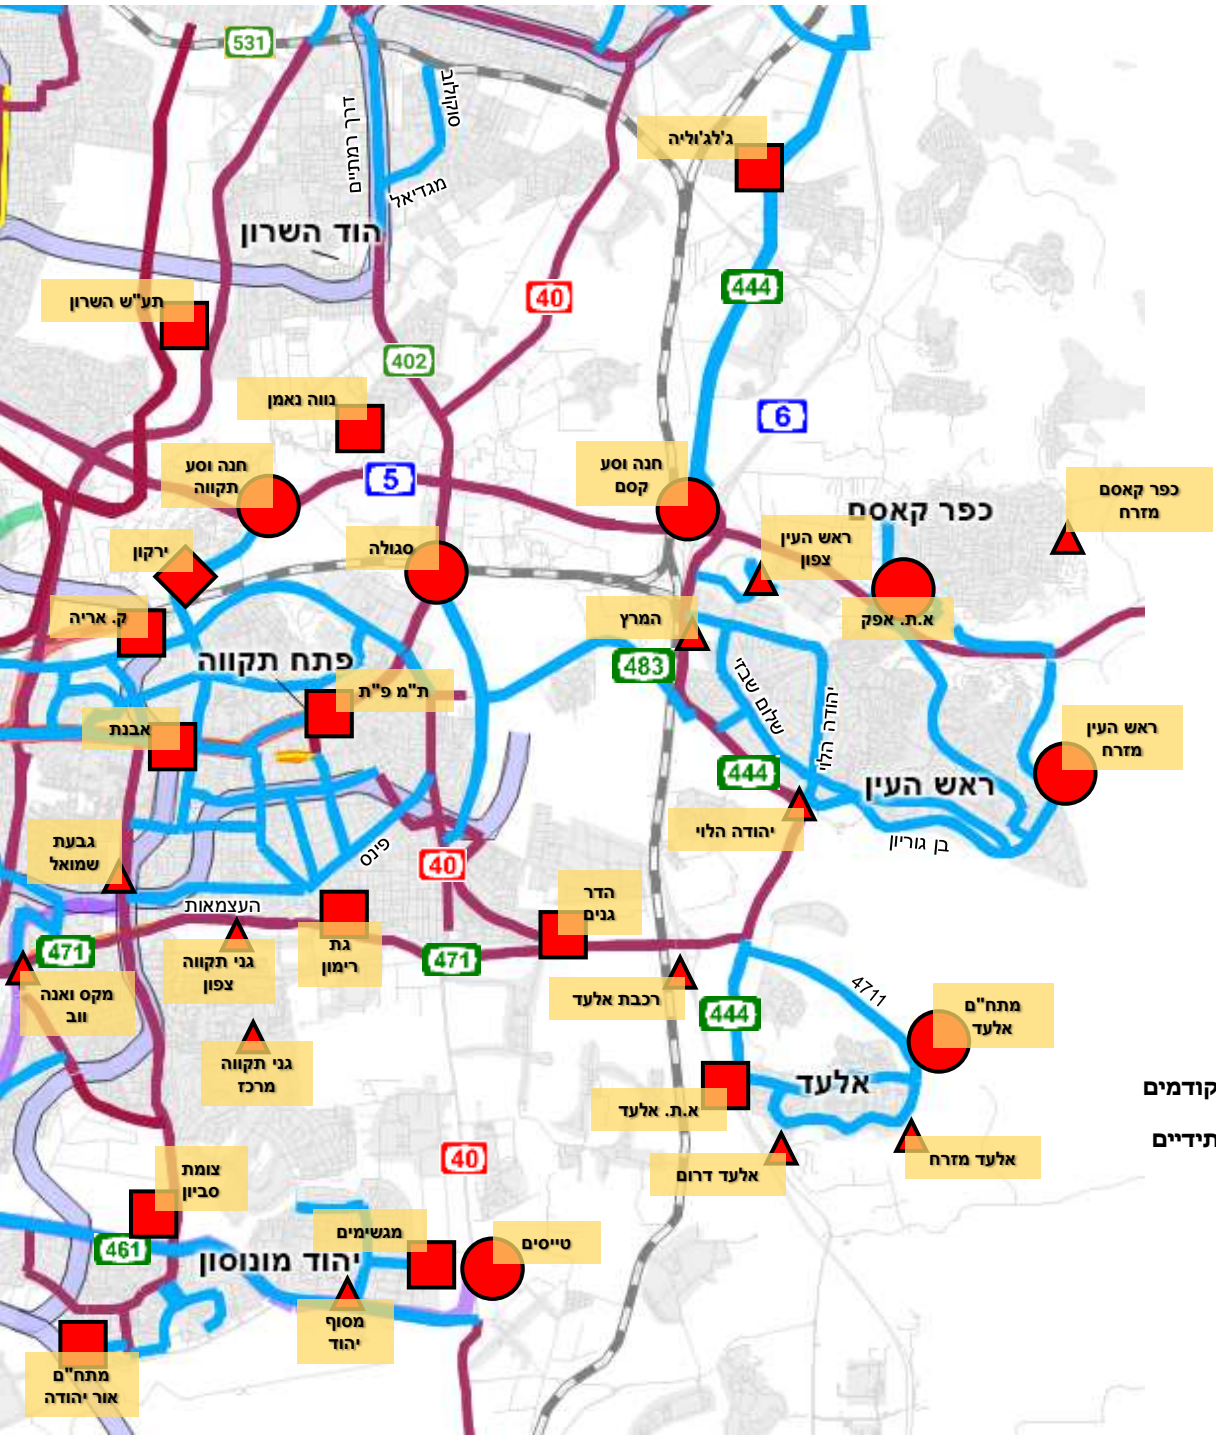 531
סוקולוב
דרך רמתיים
ג'לג'וליה
מגדיאל
הוד השרון
444
40
תע"ש השרון
402
נווה נאמן
6
חנה וסע
תקווה
5
חנה וסע
קסם
כפר קאסם
כפר קאסם
מזרח
ירקון
סגולה
ראש העין
צפון
ק. אריה
המרץ
א.ת. אפק
פתח תקווה
483
ת"מ פ"ת
שלום שבזי
יהודה הלוי
אבנת
ראש העין
מזרח
444
ראש העין
יהודה הלוי
בן גוריון
גבעת
שמואל
פינס
40
העצמאות
הדר
גנים
גת
רימון
471
גני תקווה
צפון
471
מקס ואנה
ווב
רכבת אלעד
4711
מתח"ם
אלעד
444
גני תקווה
מרכז
אלעד
א.ת. אלעד
קודמים
תידיים
40
אלעד דרום
אלעד מזרח
צומת
סביון
461
יהוד מונוסון
מגשימים
טייסים
מסוף
יהוד
מתח"ם
אור יהודה